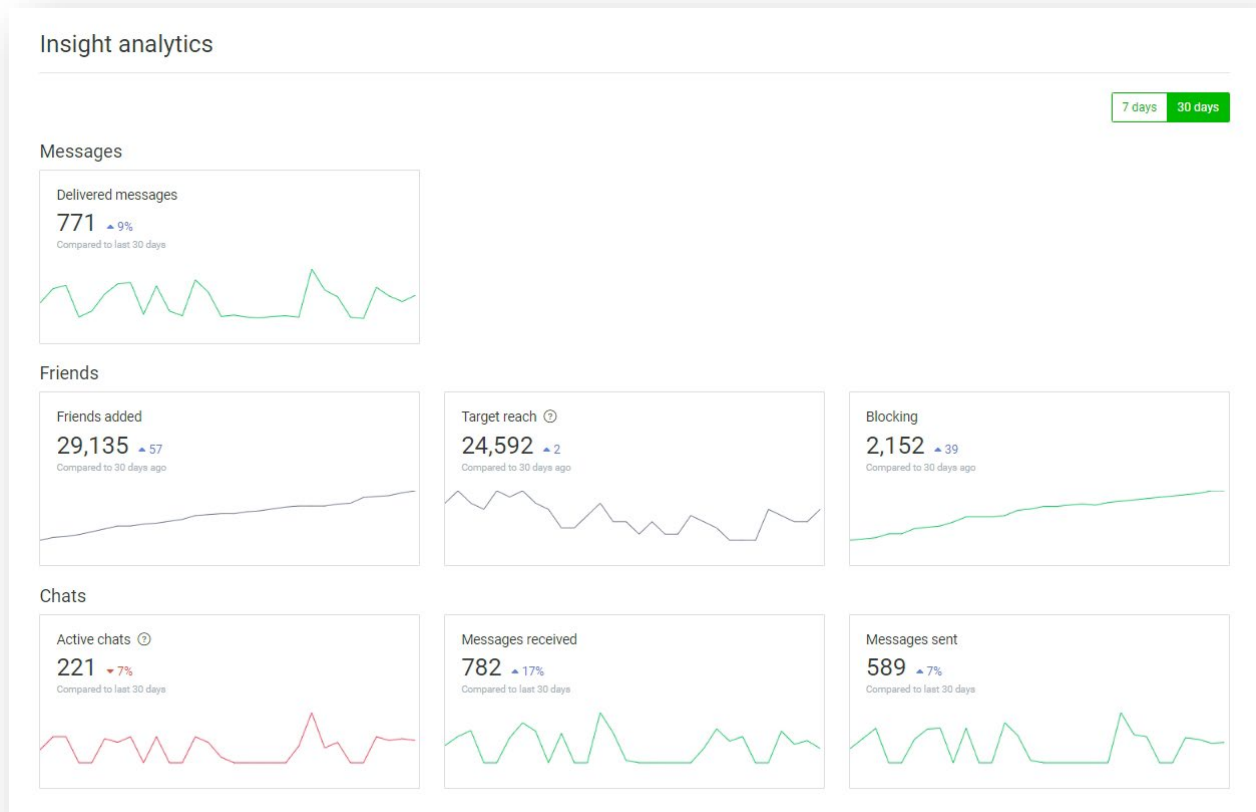 Insight analytics
7 days 30 days
Messages
Delivered messages
771 9%
Compared to last 30 days
Friends
Friends added
29,135 57
Compared to 30 days ago
Target reach ?
24,592 2
Compared to 30 days ago
Blocking
2,152 39
Compared to 30 days ago
Chats
Active chats ?
221 7%
Compared to last 30 days
Messages received
782 17%
Compared to last 30 days
Messages sent
589 7%
Compared to last 30 days